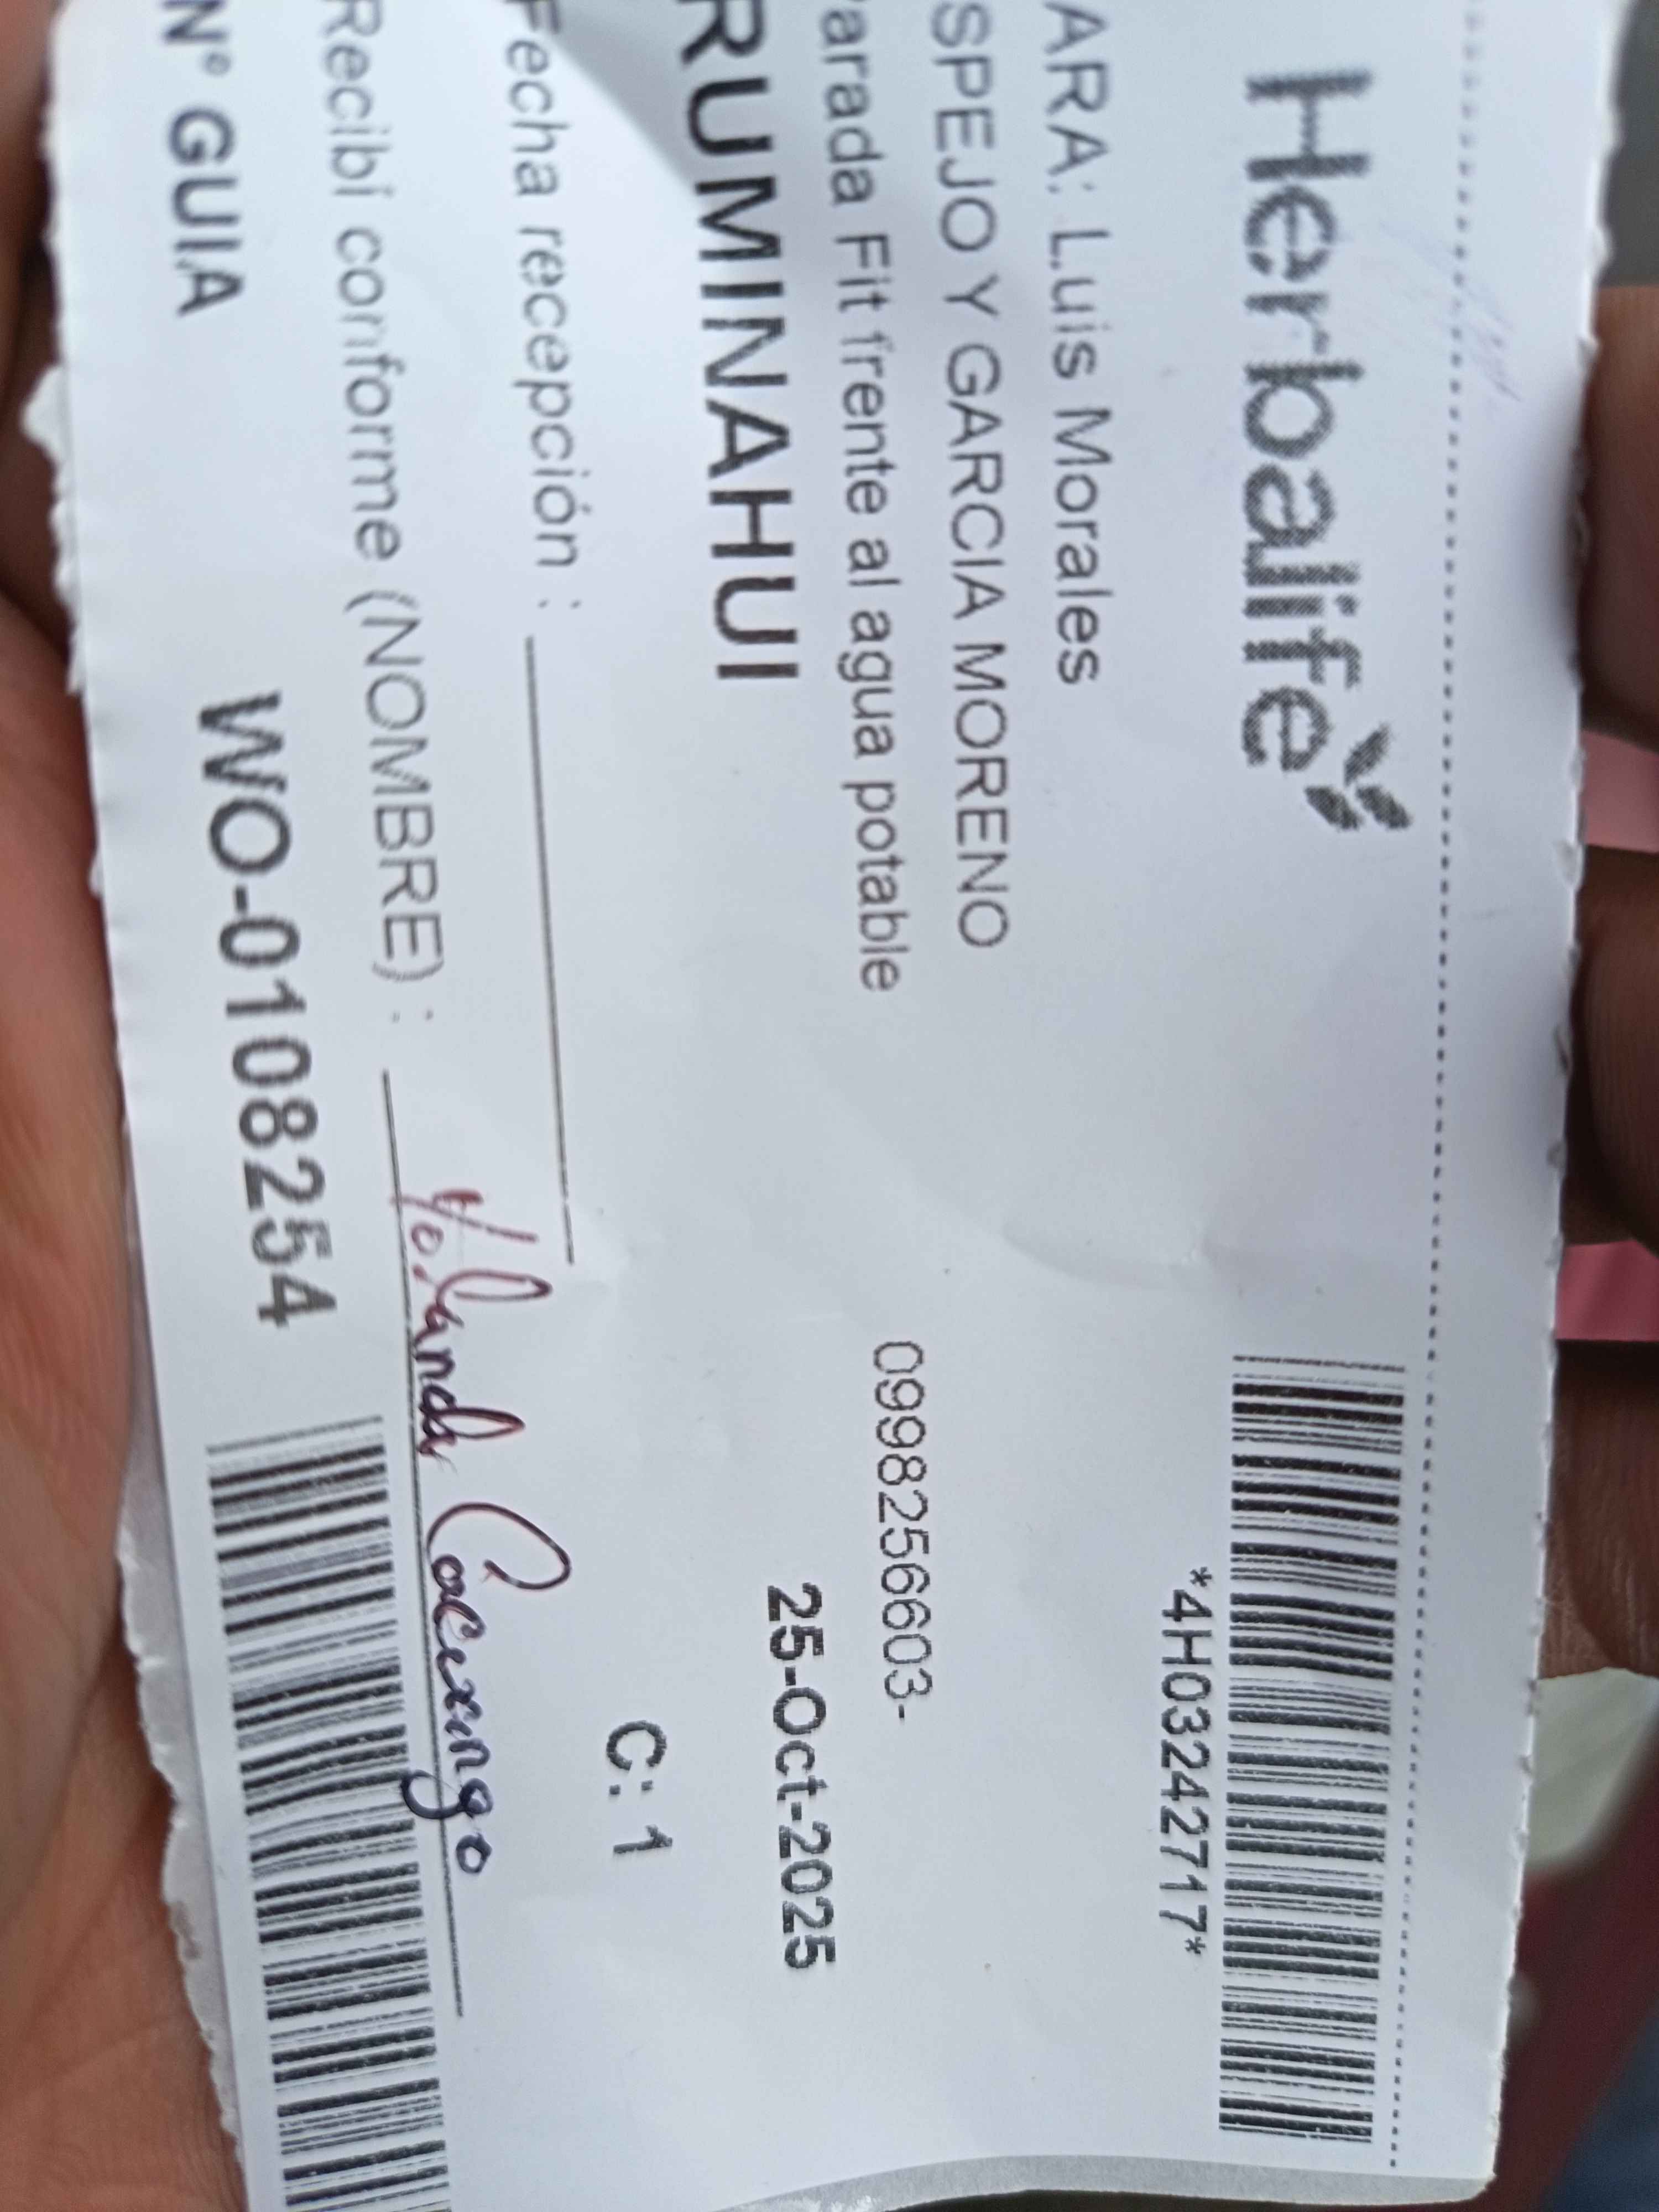 Herbalife
*4H03242717*
ARA: Luis Morales
SPEJO Y GARCIA MORENO
arada Fit frente al agua potable 0998256603-
RUMINAHUI 25-Oct-2025
C: 1
Fecha recepción :
Recibí conforme (NOMBRE) : Yolanda Cacuango
N° GUIA WO-0108254